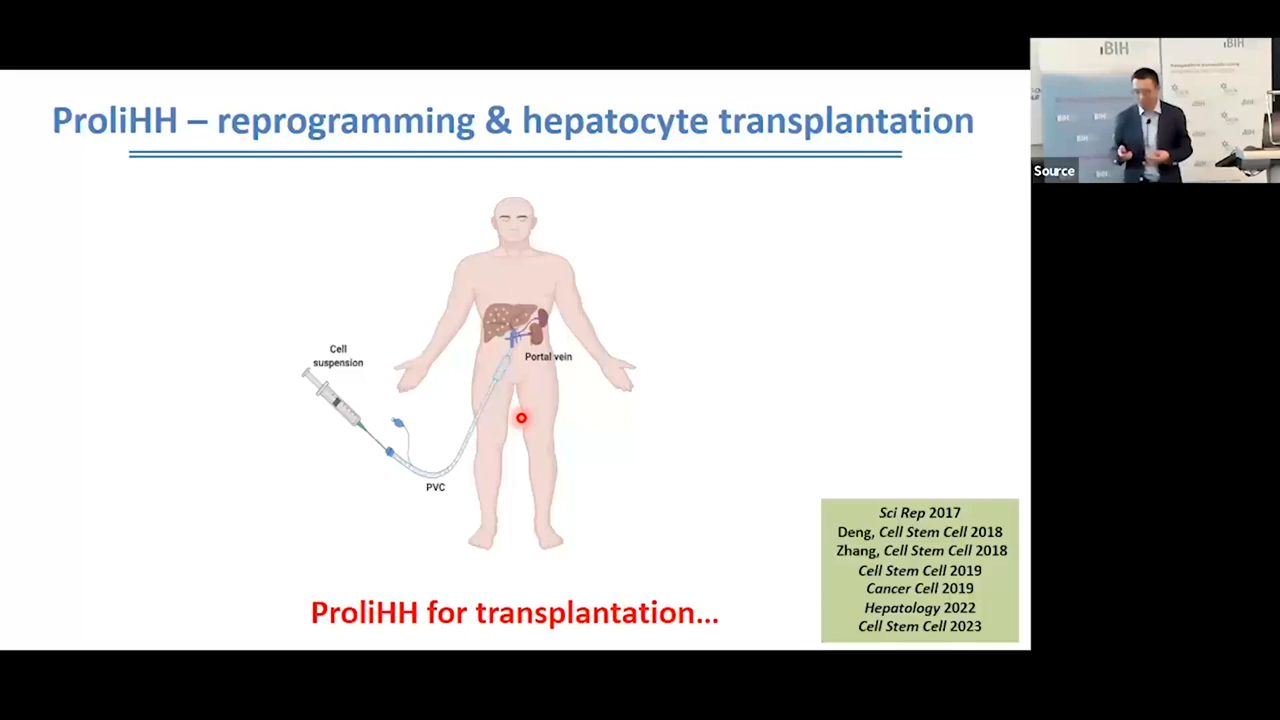 ProliHH – reprogramming & hepatocyte transplantation
Cell
suspension
Portal vein
PVC
Sci Rep 2017
Deng, Cell Stem Cell 2018
Zhang, Cell Stem Cell 2018
Cell Stem Cell 2019
Cancer Cell 2019
Hepatology 2022
Cell Stem Cell 2023
ProliHH for transplantation...
BIH
BIH
Source